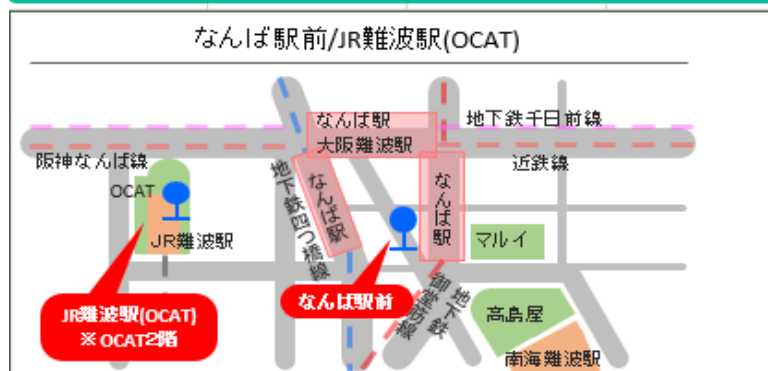 なんば駅前/JR難波駅(OCAT)
なんば駅
大阪難波駅
地下鉄千日前線
阪神なんば線
近鉄線
OCAT
JR難波駅
地下鉄四つ橋線
なんば駅
なんば駅
マルイ
なんば駅前
地下鉄
御堂筋線
JR難波駅(OCAT)
※OCAT2階
高島屋
南海難波駅